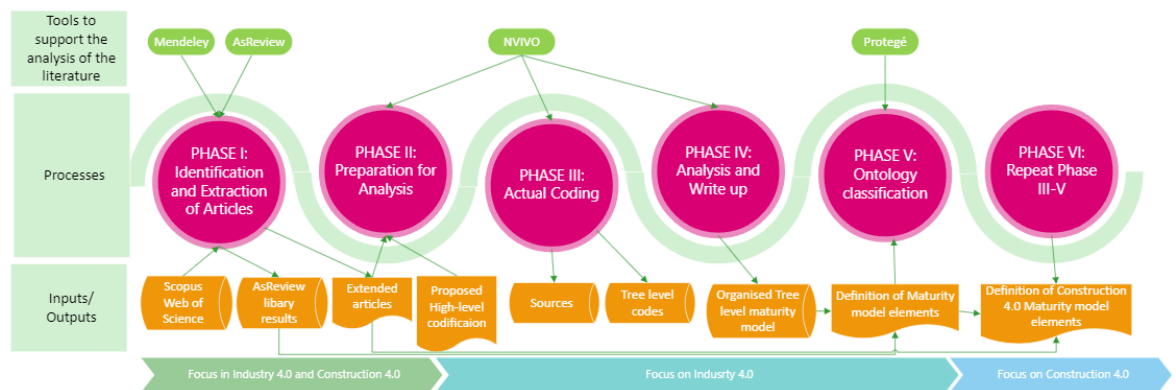 Tools to
support the
analysis of the
literature
Mendeley
AsReview
NVIVO
Protegé
Processes
PHASE I:
Identification
and Extraction
of Articles
PHASE II:
Preparation for
Analysis
PHASE III:
Actual Coding
PHASE IV:
Analysis and
Write up
PHASE V:
Ontology
classification
PHASE VI:
Repeat Phase
III-V
Inputs/
Outputs
Scopus
Web of
Science
AsReview
libary
results
Extended
articles
Proposed
High-level
codificaion
Sources
Tree level
codes
Organised Tree
level maturity
model
Definition of Maturity
model elements
Definition of Construction
4.0 Maturity model
elements
Focus in Industry 4.0 and Construction 4.0
Focus on Indusrty 4.0
Focus on Construction 4.0